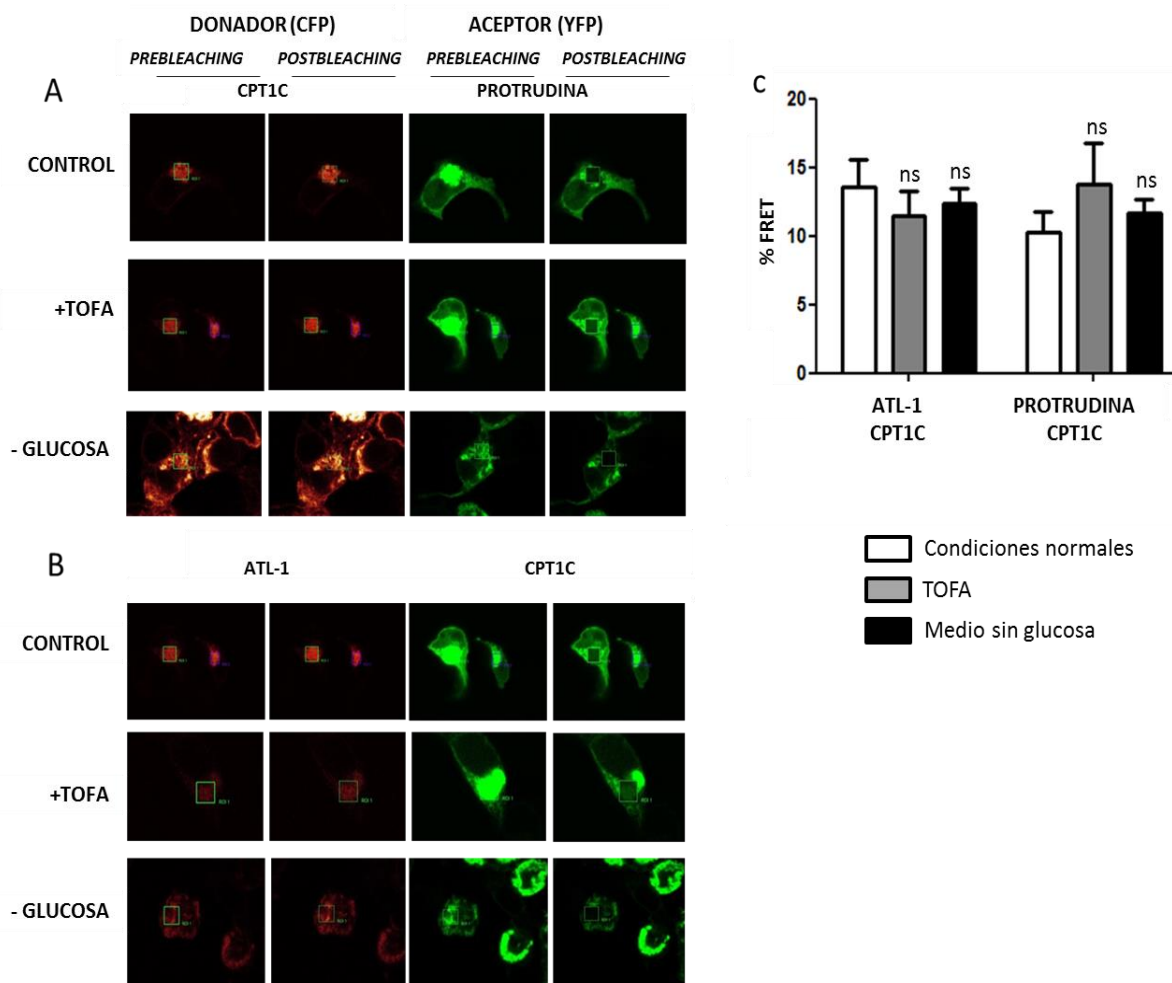 DONADOR (CFP)
ACEPTOR (YFP)
PREBLEACHING
POSTBLEACHING
PREBLEACHING
POSTBLEACHING
A
CPT1C
PROTRUDINA
CONTROL
+TOFA
- GLUCOSA
B
ATL-1
CPT1C
CONTROL
+TOFA
- GLUCOSA
C
20
15
10
5
0
% FRET
ns
ns
ns
ns
ATL-1
CPT1C
PROTRUDINA
CPT1C
Condiciones normales
TOFA
Medio sin glucosa